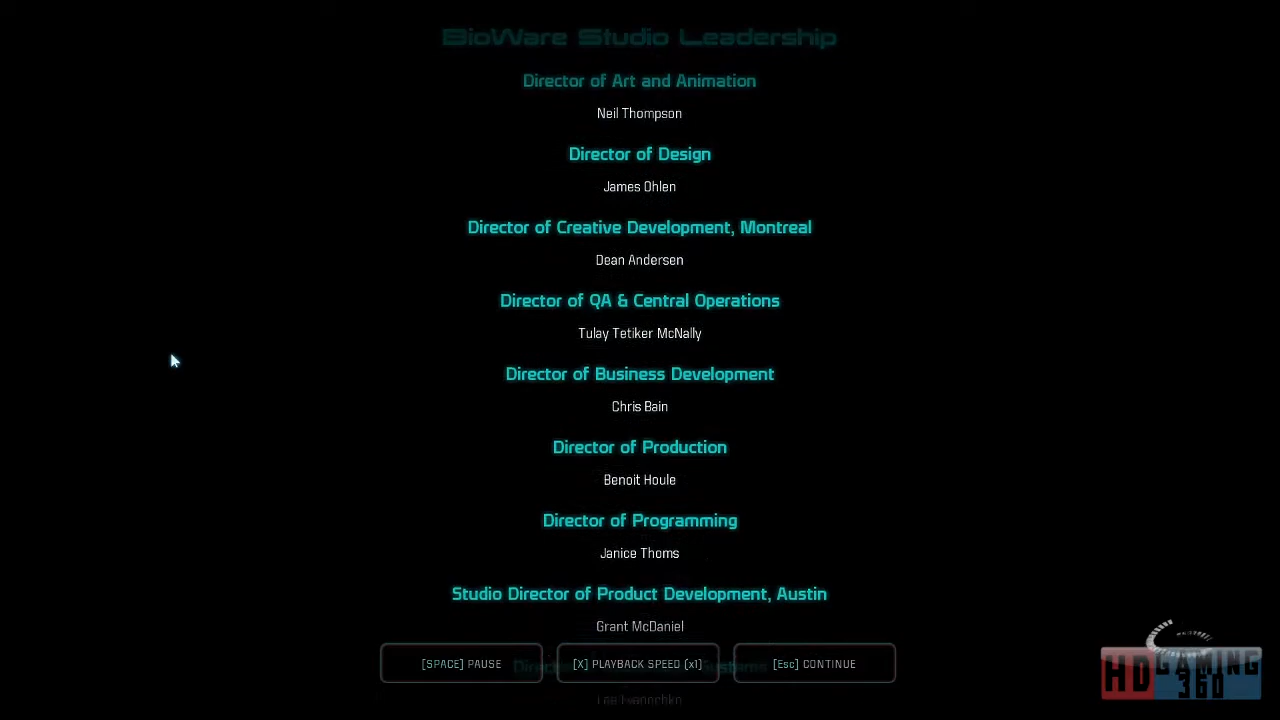 BioWare Studio Leadership
Director of Art and Animation
Neil Thompson
Director of Design
James Ohlen
Director of Creative Development, Montreal
Dean Andersen
Director of QA & Central Operations
Tulay Tetiker McNally
Director of Business Development
Chris Bain
Director of Production
Benoit Houle
Director of Programming
Janice Thoms
Studio Director of Product Development, Austin
Grant McDaniel
[SPACE] PAUSE
[X] PLAYBACK SPEED (x1)
[Esc] CONTINUE
HD GAMING
360